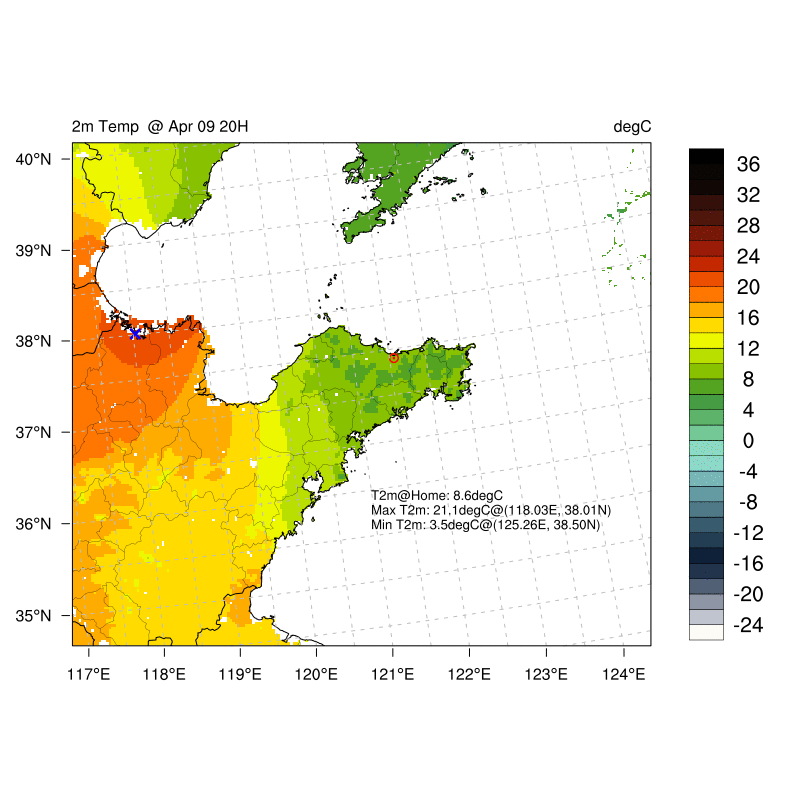 2m Temp @ Apr 09 20H degC
40°N
39°N
38°N
37°N
36°N
35°N
117°E 118°E 119°E 120°E 121°E 122°E 123°E 124°E
T2m@Home: 8.6degC
Max T2m: 21.1degC@(118.03E, 38.01N)
Min T2m: 3.5degC@(125.26E, 38.50N)
36
32
28
24
20
16
12
8
4
0
-4
-8
-12
-16
-20
-24